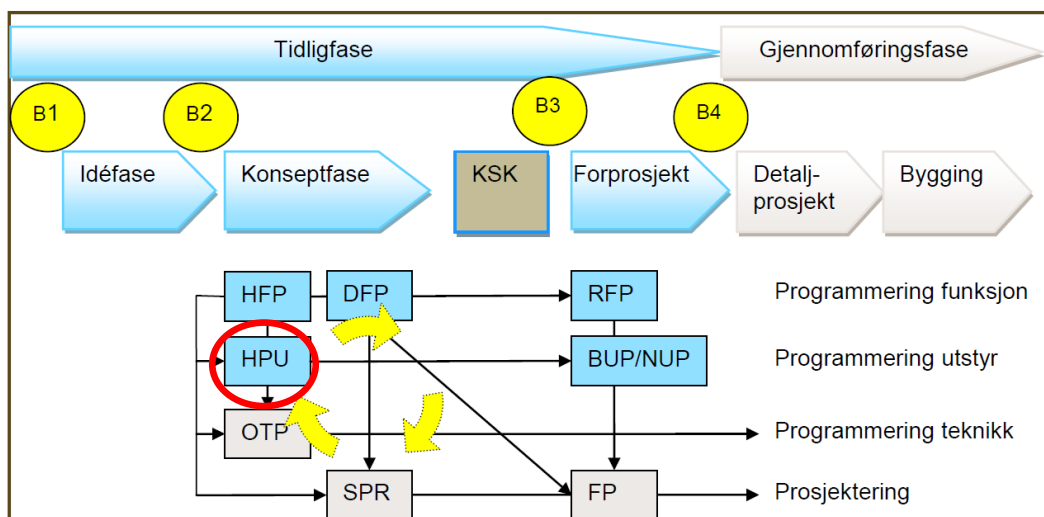 Tidligfase
Gjennomføringsfase
B1
B2
B3
B4
Idéfase
Konseptfase
KSK
Forprosjekt
Detalj-
prosjekt
Bygging
HFP
DFP
RFP
Programmering funksjon
HPU
BUP/NUP
Programmering utstyr
OTP
Programmering teknikk
SPR
FP
Prosjektering